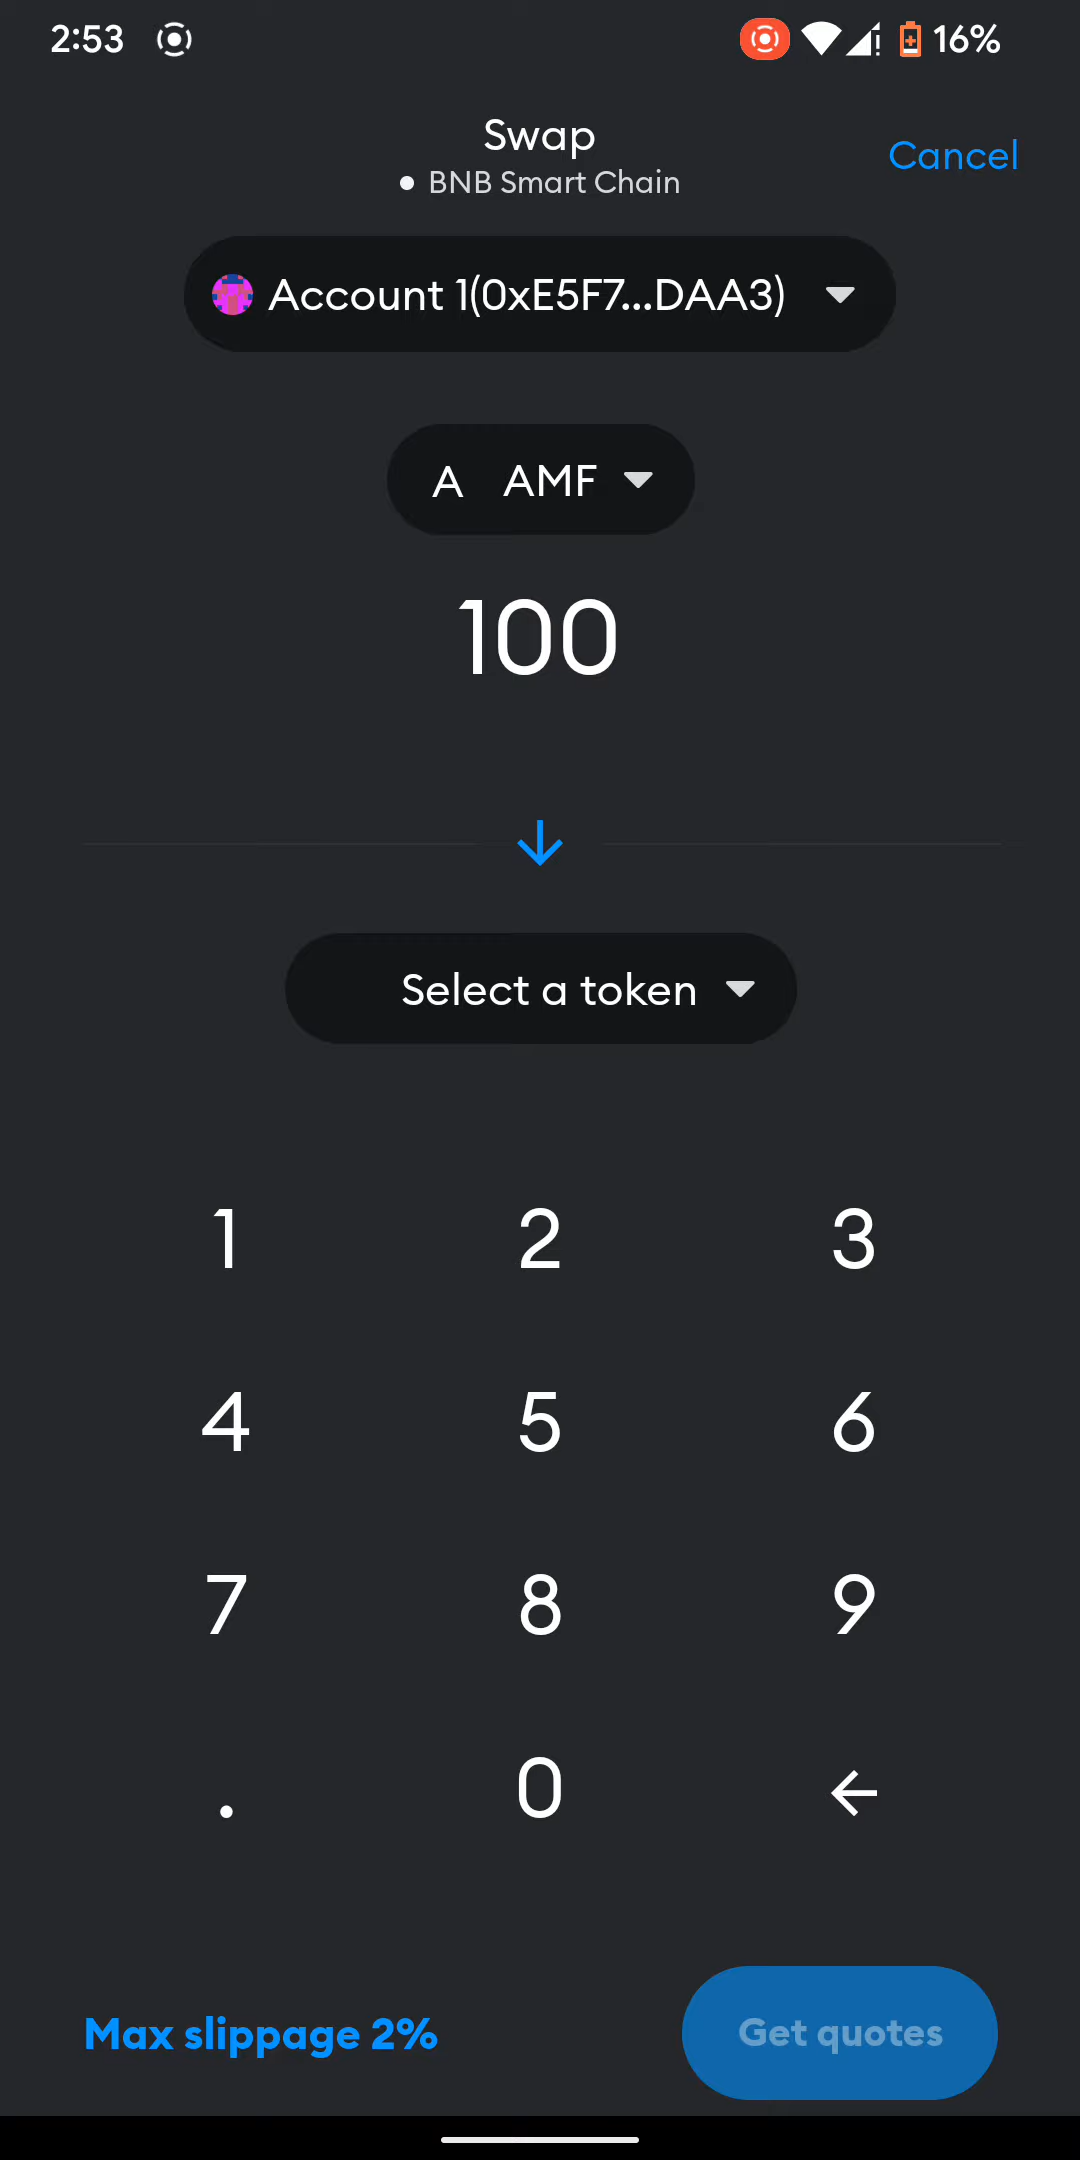 2:53
16%
Swap
BNB Smart Chain
Cancel
Account 1(0xE5F7...DAA3)
A AMF
100
Select a token
1 2 3
4 5 6
7 8 9
. 0
Max slippage 2%
Get quotes